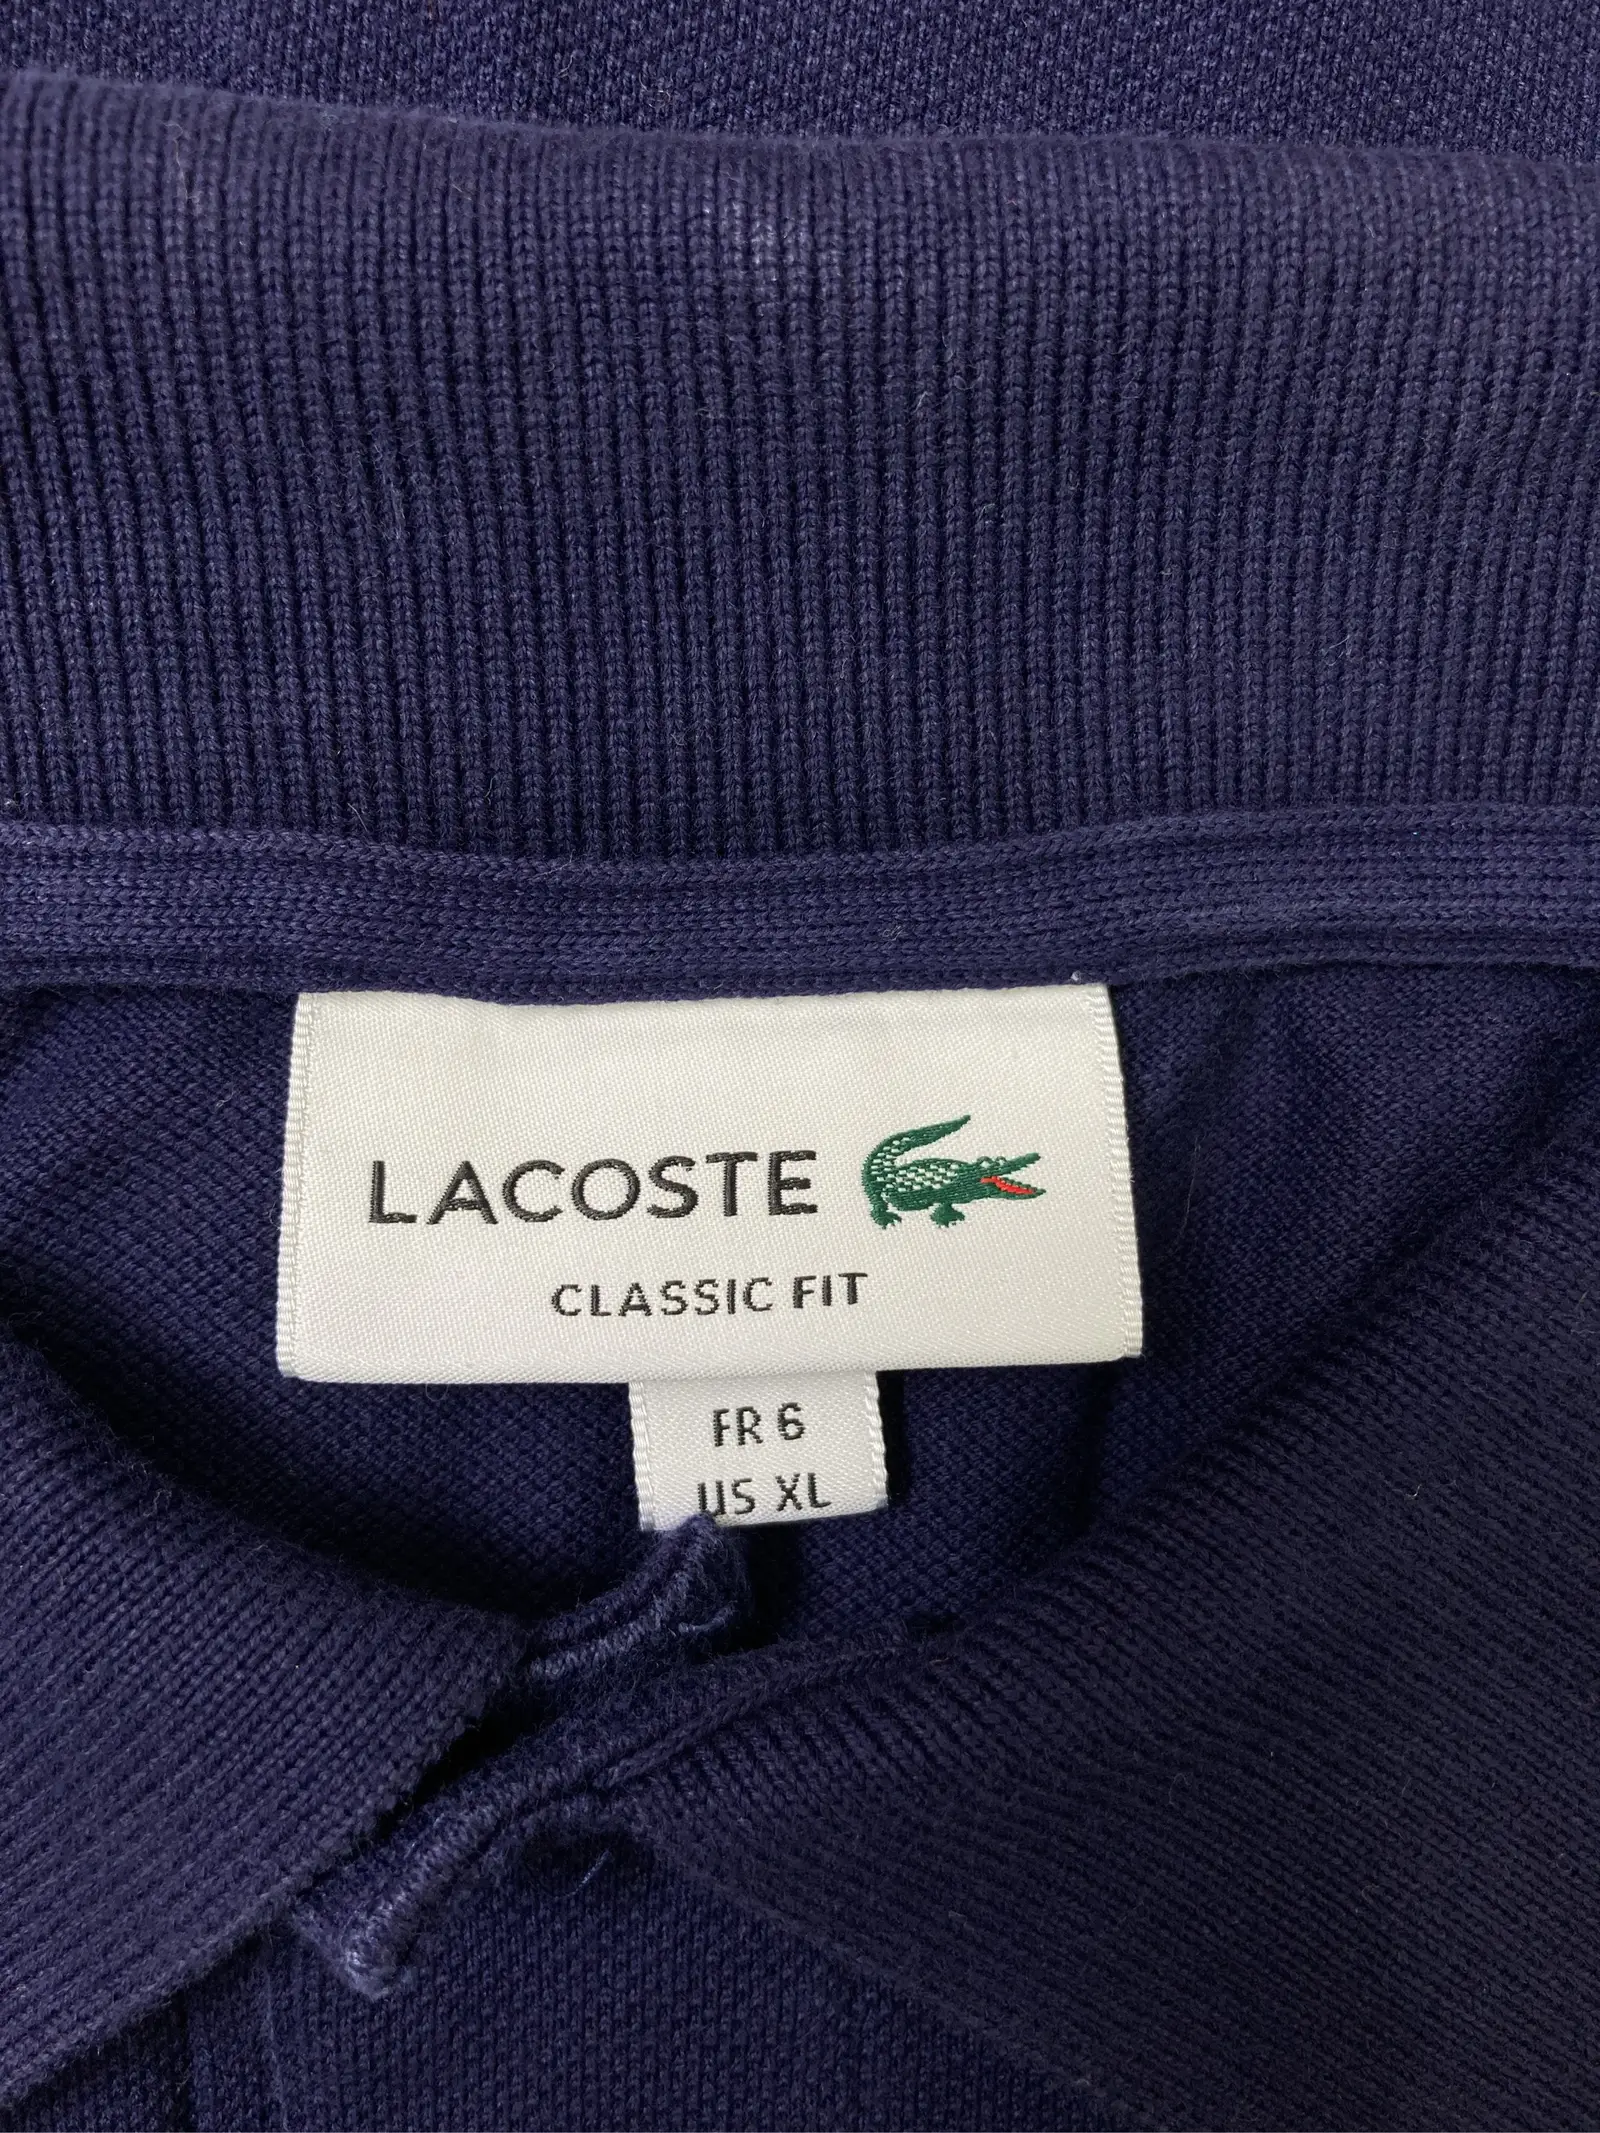 LACOSTE
CLASSIC FIT
FR 6
US XL